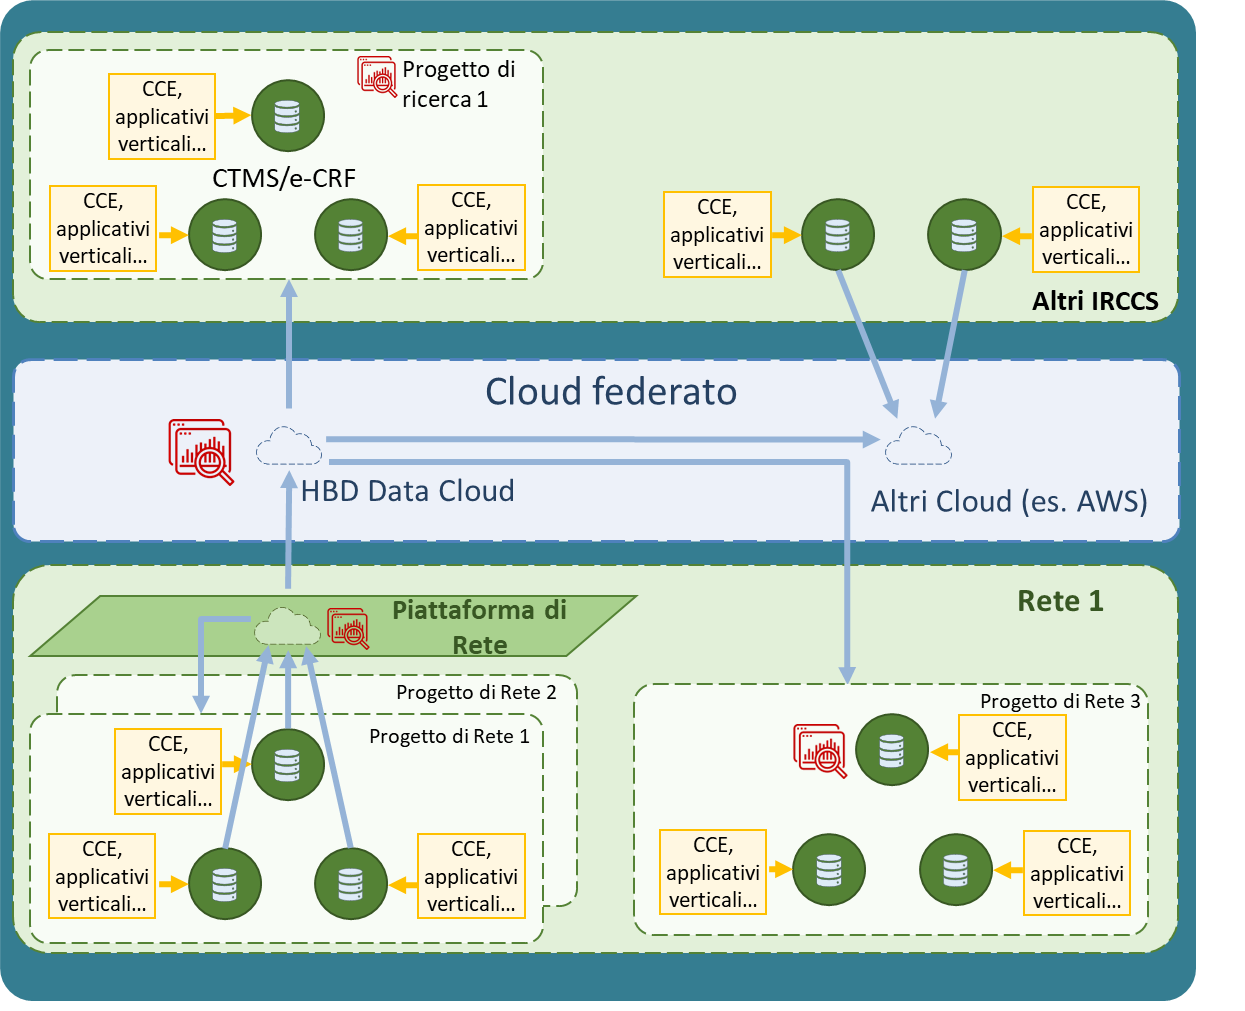 Progetto di
ricerca 1
CCE,
applicativi
verticali...
CTMS/e-CRF
CCE,
applicativi
verticali...
CCE,
applicativi
verticali...
CCE,
applicativi
verticali...
CCE,
applicativi
verticali...
Altri IRCCS
Cloud federato
HBD Data Cloud
Altri Cloud (es. AWS)
Rete 1
Piattaforma di
Rete
Progetto di Rete 2
Progetto di Rete 1
CCE,
applicativi
verticali...
CCE,
applicativi
verticali...
CCE,
applicativi
verticali...
Progetto di Rete 3
CCE,
applicativi
verticali...
CCE,
applicativi
verticali...
CCE,
applicativi
verticali...